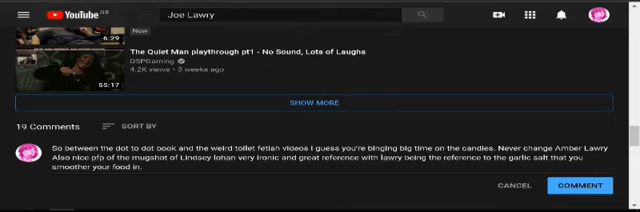 YouTube GB
Joe Lawry
6:29
Now
The Quiet Man playthrough pt1 - No Sound, Lots of Laughs
DSPGaming
4.2K views • 3 weeks ago
55:17
SHOW MORE
19 Comments
SORT BY
So between the dot to dot book and the weird toilet fetish videos I guess you're binging big time on the candles. Never change Amber Lawry
Also nice pfp of the mugshot of Lindsey lohan very ironic and great reference with lawry being the reference to the garlic salt that you
smoother your food in.
CANCEL
COMMENT